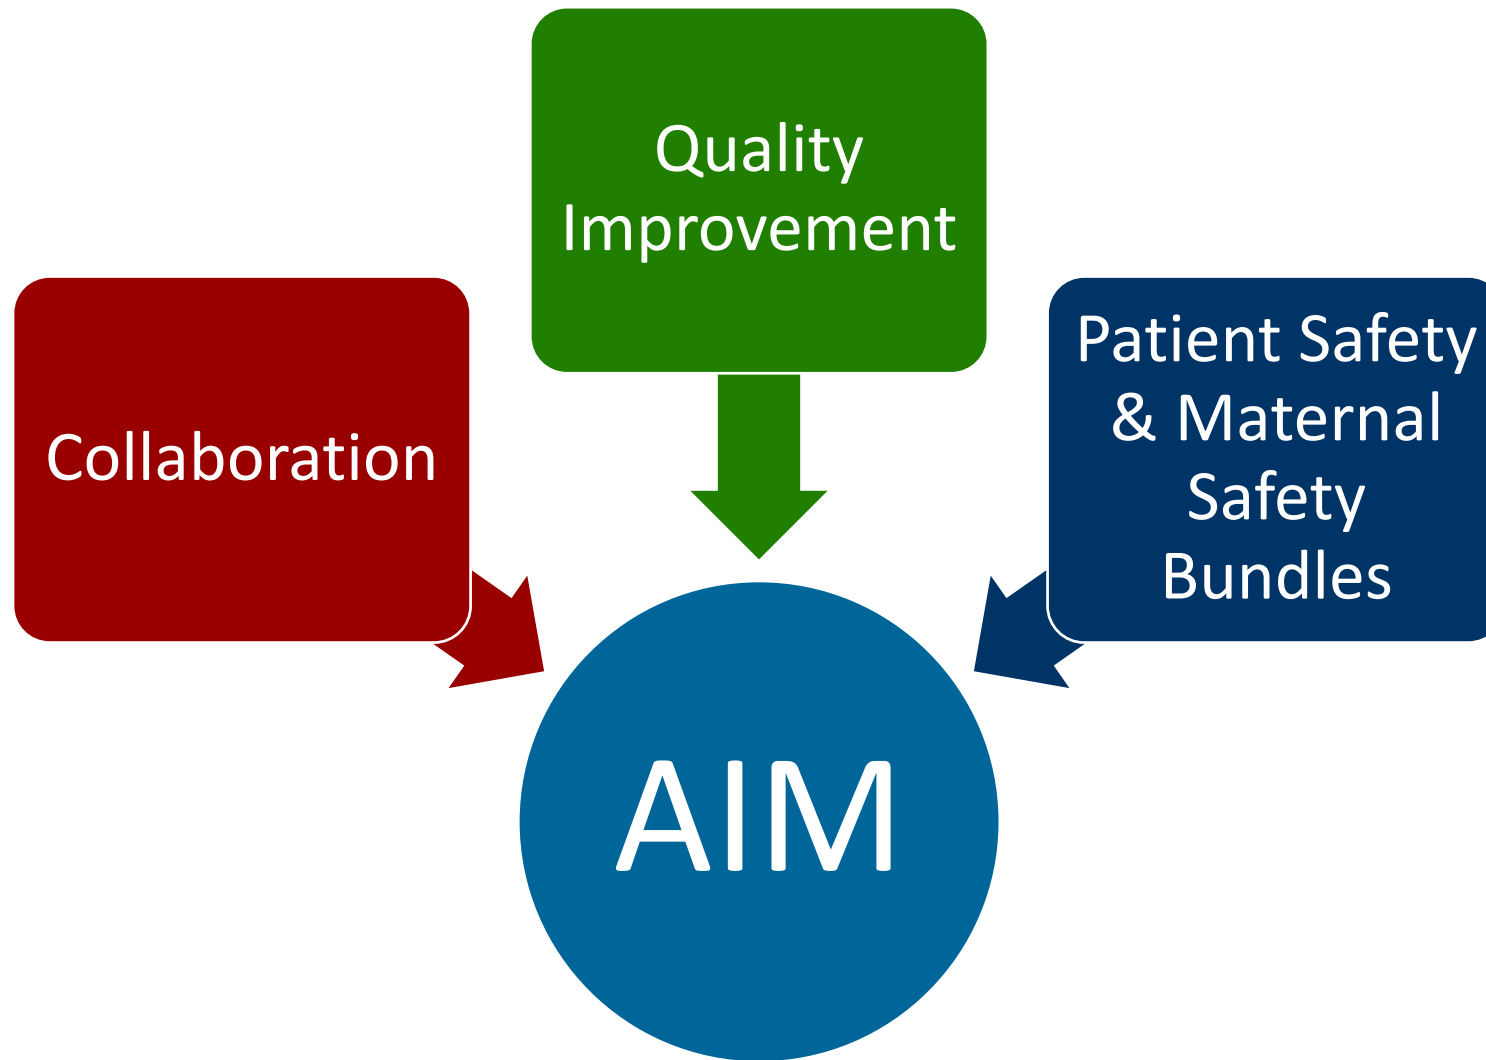 Quality
Improvement
Collaboration
Patient Safety
& Maternal
Safety
Bundles
AIM